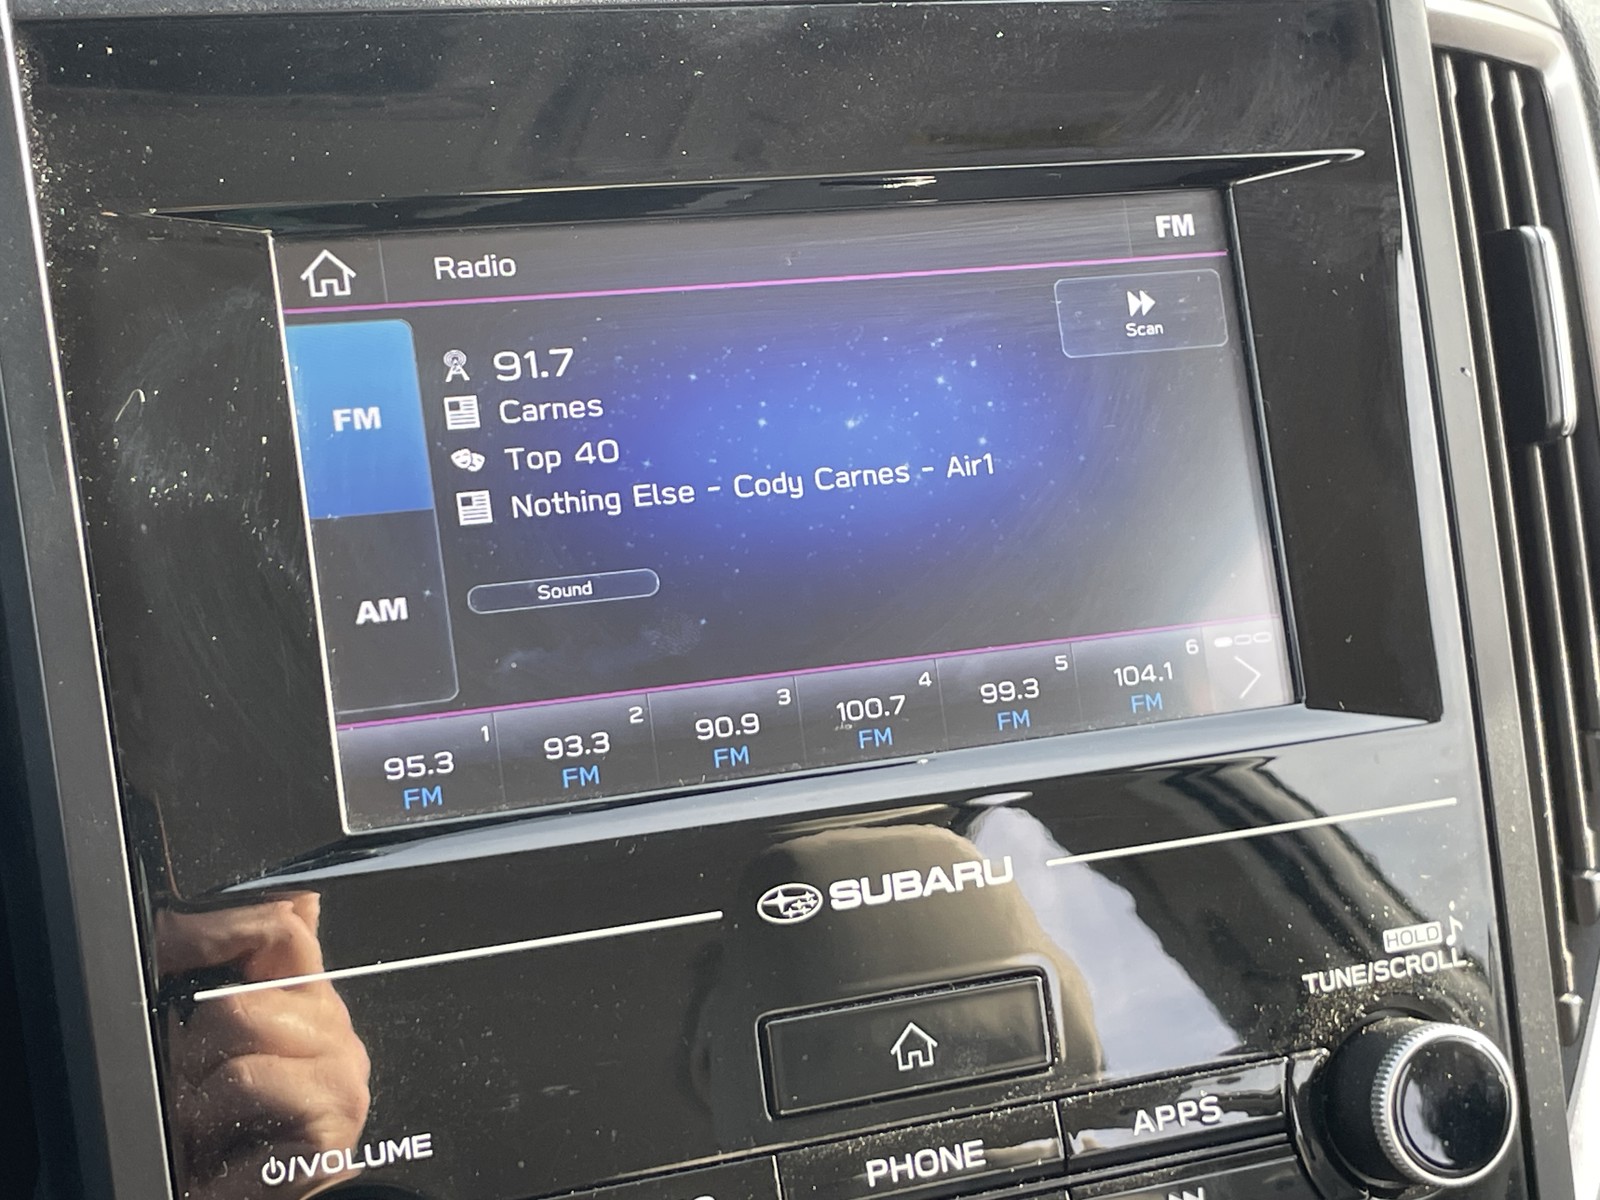 Radio
FM
Scan
FM
91.7
Carnes
Top 40
Nothing Else - Cody Carnes - Air1
AM
Sound
1
95.3
FM
2
93.3
FM
3
90.9
FM
4
100.7
FM
5
99.3
FM
6
104.1
FM
SUBARU
HOLD
TUNE/SCROLL
/VOLUME
PHONE
APPS